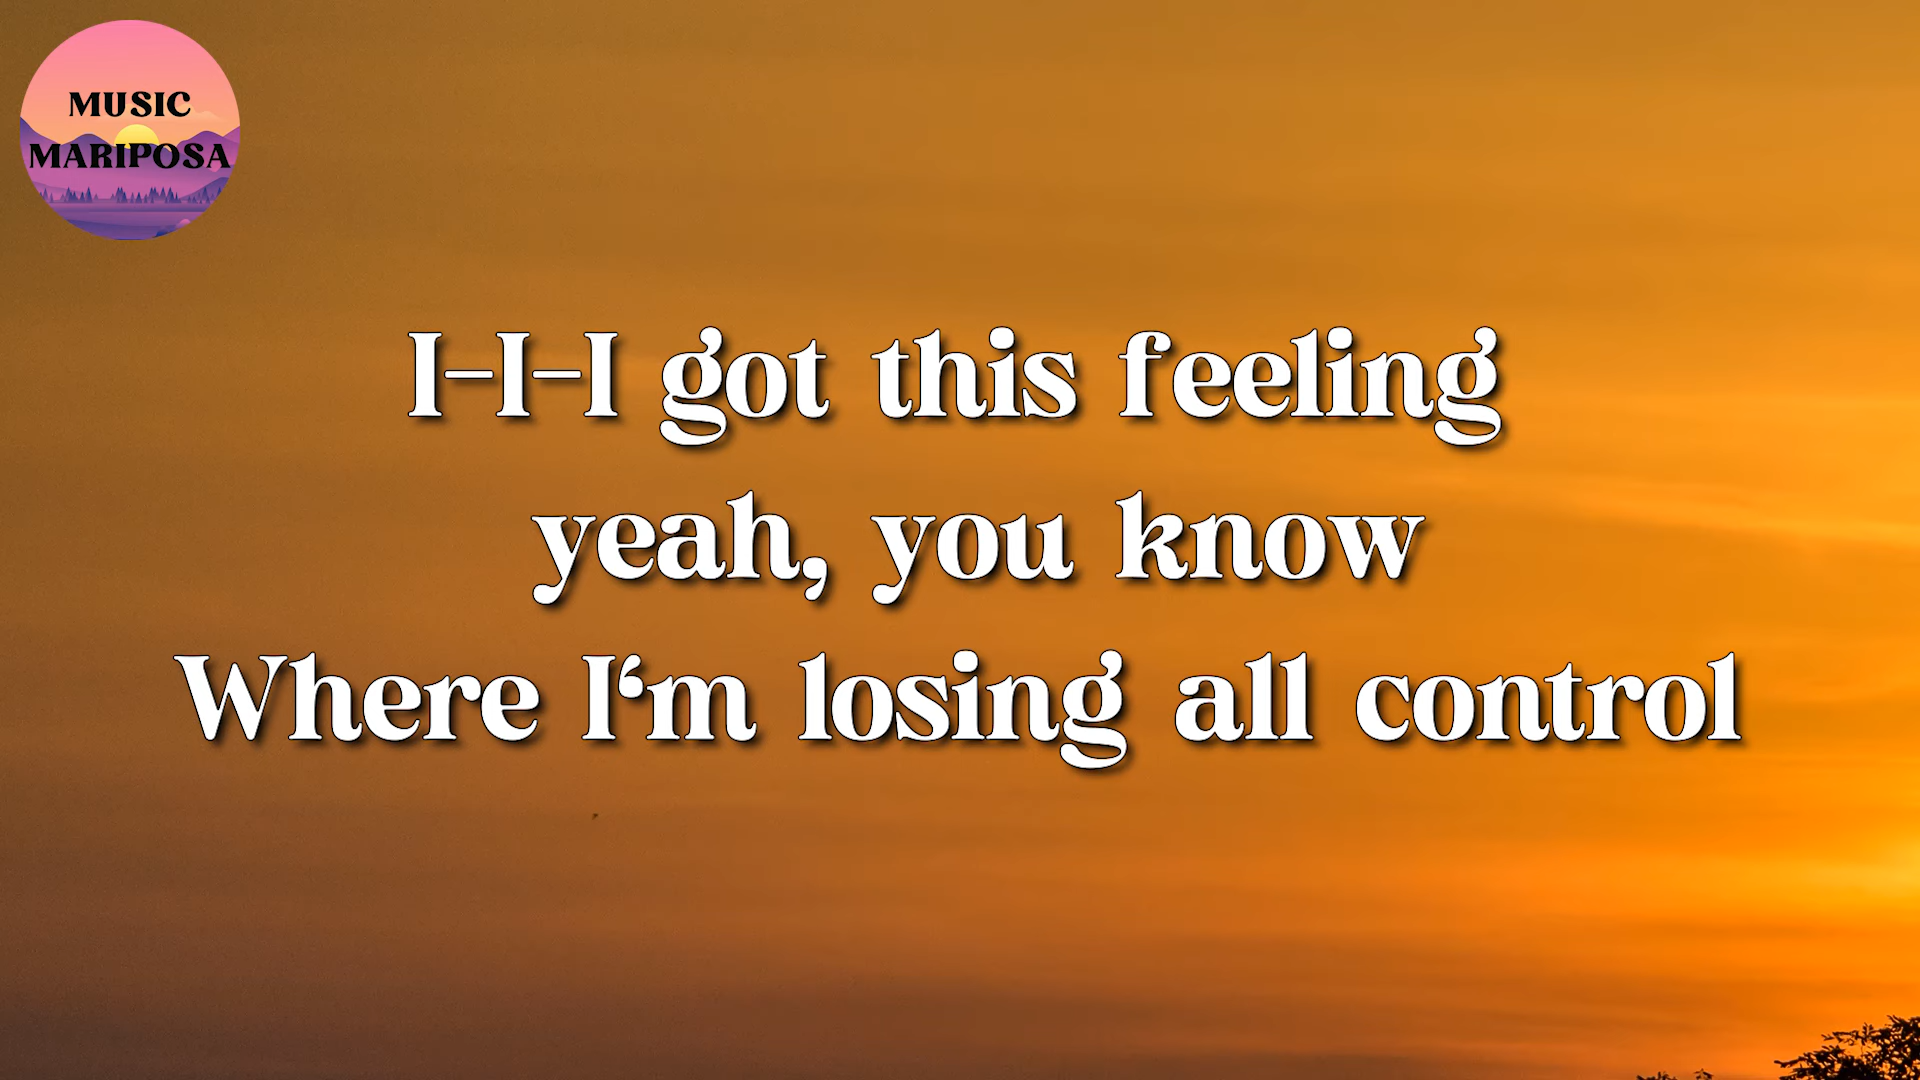 MUSIC
MARIPOSA
I-I-I got this feeling
yeah, you know
Where I‘m losing all control